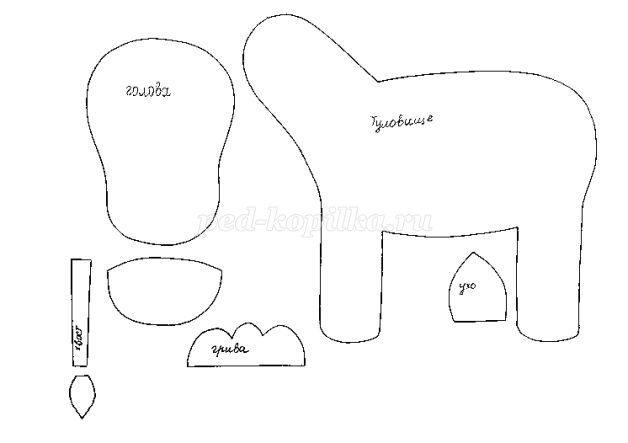 голова
Туловище
ped-kopilka.ru
ухо
хвост
грива